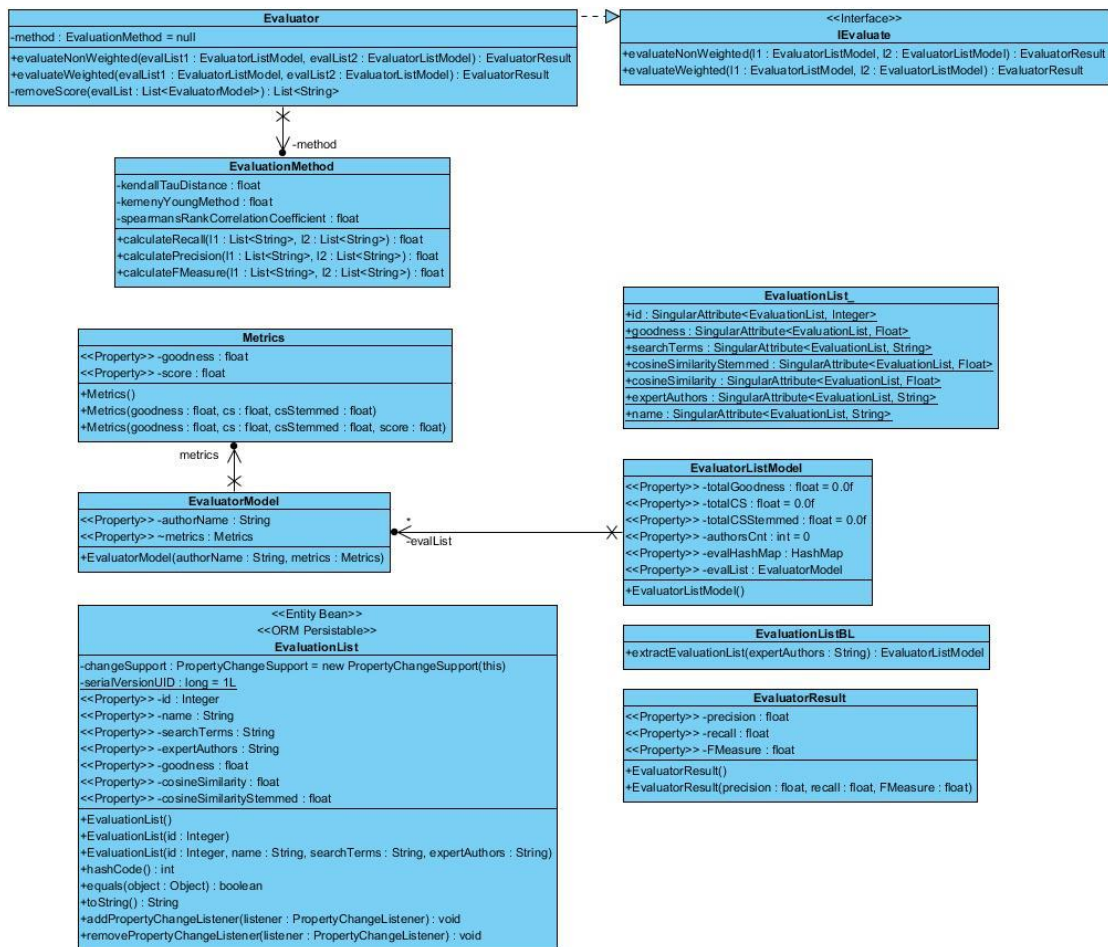 Evaluator
-method : EvaluationMethod = null
+evaluateNonWeighted(evalList1 : EvaluatorListModel, evalList2 : EvaluatorListModel) : EvaluatorResult
+evaluateWeighted(evalList1 : EvaluatorListModel, evalList2 : EvaluatorListModel) : EvaluatorResult
-removeScore(evalList : List<EvaluatorModel>) : List<String>
<<Interface>>
IEvaluate
+evaluateNonWeighted(l1 : EvaluatorListModel, l2 : EvaluatorListModel) : EvaluatorResult
+evaluateWeighted(l1 : EvaluatorListModel, l2 : EvaluatorListModel) : EvaluatorResult
-method
EvaluationMethod
-kendallTauDistance : float
-kemenyYoungMethod : float
-spearmansRankCorrelationCoefficient : float
+calculateRecall(l1 : List<String>, l2 : List<String>) : float
+calculatePrecision(l1 : List<String>, l2 : List<String>) : float
+calculateFMeasure(l1 : List<String>, l2 : List<String>) : float
EvaluationList_
+id : SingularAttribute<EvaluationList, Integer>
+goodness : SingularAttribute<EvaluationList, Float>
+searchTerms : SingularAttribute<EvaluationList, String>
+cosineSimilarityStemmed : SingularAttribute<EvaluationList, Float>
+cosineSimilarity : SingularAttribute<EvaluationList, Float>
+expertAuthors : SingularAttribute<EvaluationList, String>
+name : SingularAttribute<EvaluationList, String>
Metrics
<<Property>> -goodness : float
<<Property>> -score : float
+Metrics()
+Metrics(goodness : float, cs : float, csStemmed : float)
+Metrics(goodness : float, cs : float, csStemmed : float, score : float)
metrics
EvaluatorModel
<<Property>> -authorName : String
<<Property>> ~metrics : Metrics
+EvaluatorModel(authorName : String, metrics : Metrics)
*
-evalList
EvaluatorListModel
<<Property>> -totalGoodness : float = 0.0f
<<Property>> -totalCS : float = 0.0f
<<Property>> -totalCSStemmed : float = 0.0f
<<Property>> -authorsCnt : int = 0
<<Property>> -evalHashMap : HashMap
<<Property>> -evalList : EvaluatorModel
+EvaluatorListModel()
<<Entity Bean>>
<<ORM Persistable>>
EvaluationList
-changeSupport : PropertyChangeSupport = new PropertyChangeSupport(this)
-serialVersionUID : long = 1L
<<Property>> -id : Integer
<<Property>> -name : String
<<Property>> -searchTerms : String
<<Property>> -expertAuthors : String
<<Property>> -goodness : float
<<Property>> -cosineSimilarity : float
<<Property>> -cosineSimilarityStemmed : float
+EvaluationList()
+EvaluationList(id : Integer)
+EvaluationList(id : Integer, name : String, searchTerms : String, expertAuthors : String)
+hashCode() : int
+equals(object : Object) : boolean
+toString() : String
+addPropertyChangeListener(listener : PropertyChangeListener) : void
+removePropertyChangeListener(listener : PropertyChangeListener) : void
EvaluationListBL
+extractEvaluationList(expertAuthors : String) : EvaluatorListModel
EvaluatorResult
<<Property>> -precision : float
<<Property>> -recall : float
<<Property>> -FMeasure : float
+EvaluatorResult()
+EvaluatorResult(precision : float, recall : float, FMeasure : float)